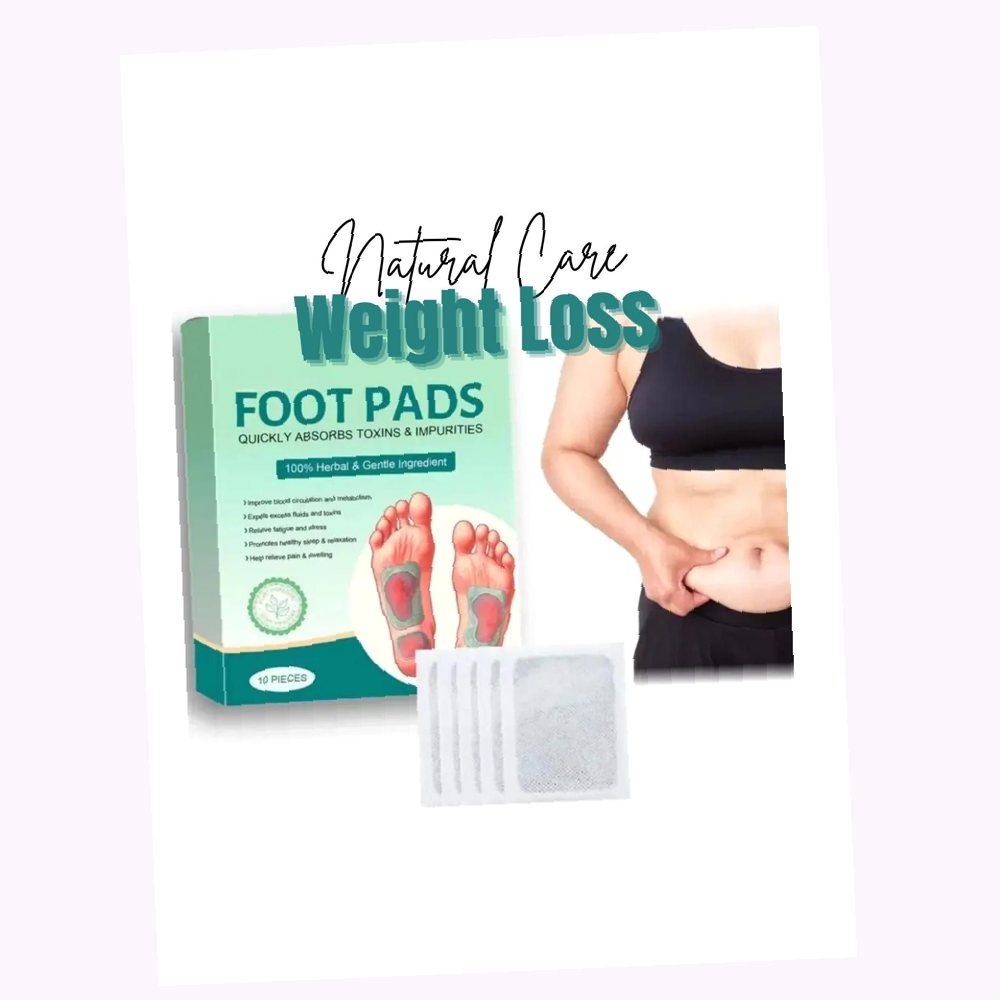 Natural Care
Weight Loss
FOOT PADS
QUICKLY ABSORBS TOXINS & IMPURITIES
100% Herbal & Gentle Ingredient
Improve blood circulation and metabolism
Expels excess fluids and toxins
Relieve fatigue and stress
Promotes healthy sleep & relaxation
Help relieve pain & swelling
10 PIECES